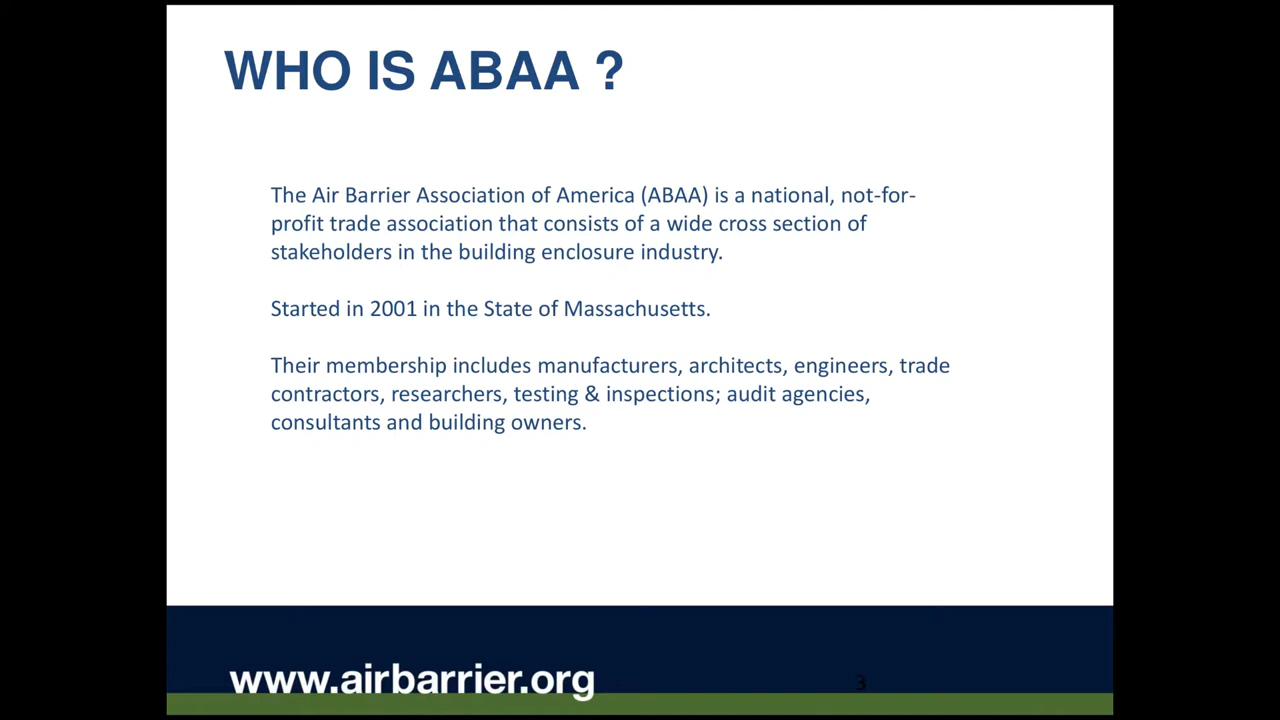 WHO IS ABAA ?
The Air Barrier Association of America (ABAA) is a national, not-for-
profit trade association that consists of a wide cross section of
stakeholders in the building enclosure industry.
Started in 2001 in the State of Massachusetts.
Their membership includes manufacturers, architects, engineers, trade
contractors, researchers, testing & inspections; audit agencies,
consultants and building owners.
www.airbarrier.org
3